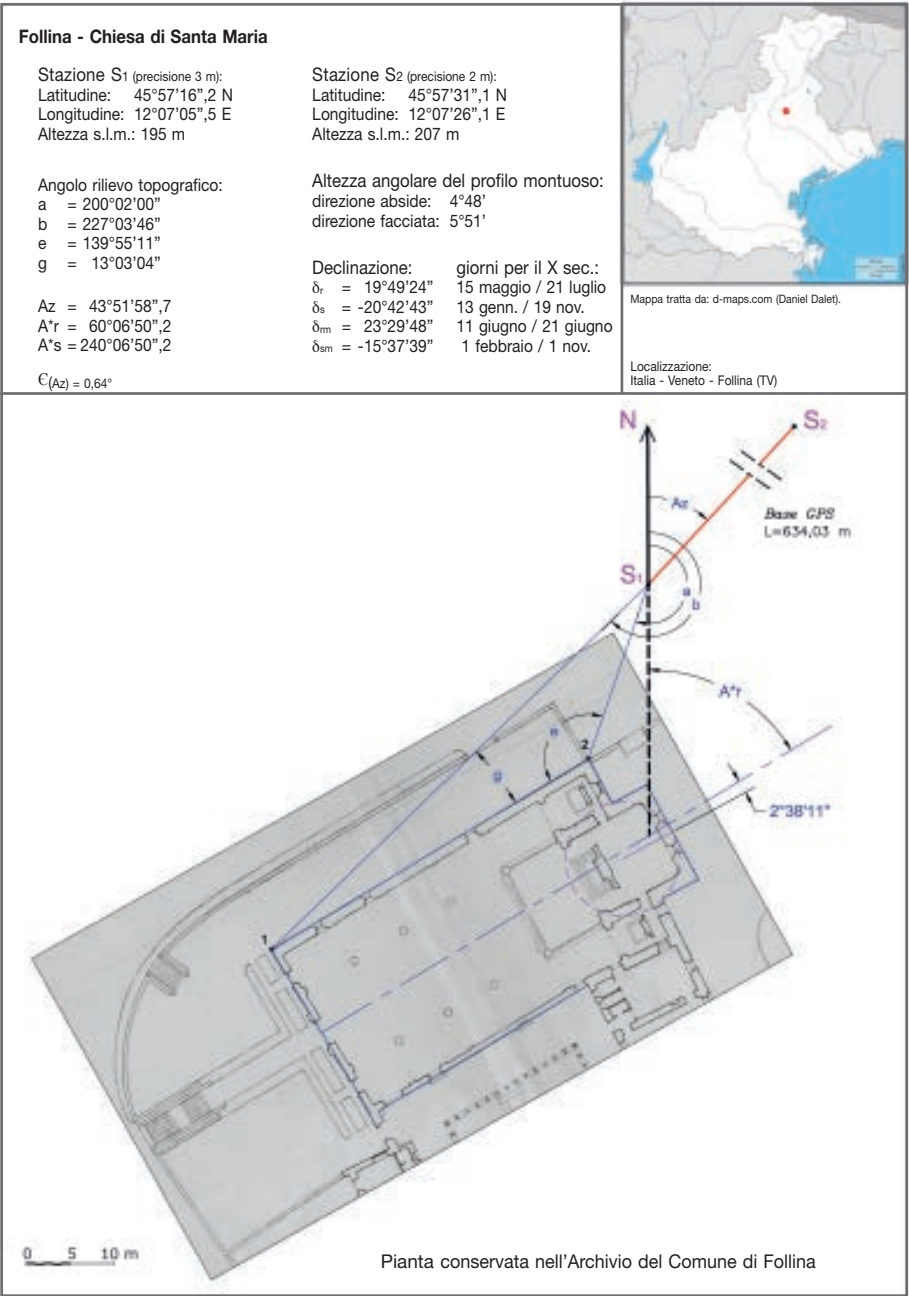 Follina - Chiesa di Santa Maria
Stazione S1 (precisione 3 m):
Latitudine: 45°57'16",2 N
Longitudine: 12°07'05",5 E
Altezza s.l.m.: 195 m
Stazione S2 (precisione 2 m):
Latitudine: 45°57'31",1 N
Longitudine: 12°07'26",1 E
Altezza s.l.m.: 207 m
Angolo rilievo topografico:
a = 200°02'00"
b = 227°03'46"
e = 139°55'11"
g = 13°03'04"
Az = 43°51'58",7
A*r = 60°06'50",2
A*s = 240°06'50",2
€(Az) = 0,64°
Altezza angolare del profilo montuoso:
direzione abside: 4°48'
direzione facciata: 5°51'
Declinazione: giorni per il X sec.:
δr = 19°49'24" 15 maggio / 21 luglio
δs = -20°42'43" 13 genn. / 19 nov.
δrm = 23°29'48" 11 giugno / 21 giugno
δsm = -15°37'39" 1 febbraio / 1 nov.
Mappa tratta da: d-maps.com (Daniel Dalet).
Localizzazione:
Italia - Veneto - Follina (TV)
N
S2
Az
Base GPS
L=634,03 m
S1
a
b
A*r
e
2
g
2°38'11"
1
0 5 10 m
Pianta conservata nell'Archivio del Comune di Follina